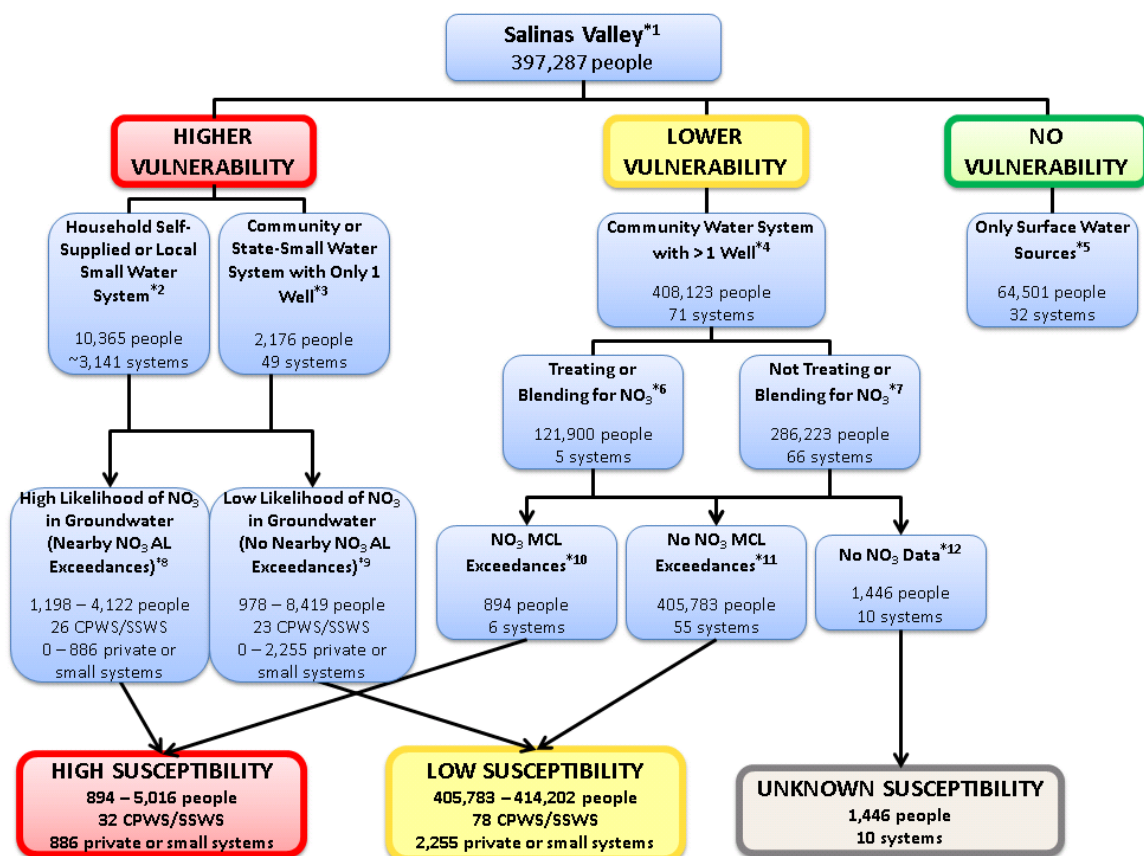 Salinas Valley*1
397,287 people
HIGHER
VULNERABILITY
LOWER
VULNERABILITY
NO
VULNERABILITY
Household Self-
Supplied or Local
Small Water
System*2
10,365 people
~3,141 systems
Community or
State-Small Water
System with Only 1
Well*3
2,176 people
49 systems
Community Water System
with >1 Well*4
408,123 people
71 systems
Only Surface Water
Sources*5
64,501 people
32 systems
Treating or
Blending for NO3*6
121,900 people
5 systems
Not Treating or
Blending for NO3*7
286,223 people
66 systems
High Likelihood of NO3
in Groundwater
(Nearby NO3 AL
Exceedances)*8
1,198 – 4,122 people
26 CPWS/SSWS
0 – 886 private or
small systems
Low Likelihood of NO3
in Groundwater
(No Nearby NO3 AL
Exceedances)*9
978 – 8,419 people
23 CPWS/SSWS
0 – 2,255 private or
small systems
NO3 MCL
Exceedances*10
894 people
6 systems
No NO3 MCL
Exceedances*11
405,783 people
55 systems
No NO3 Data*12
1,446 people
10 systems
HIGH SUSCEPTIBILITY
894 – 5,016 people
32 CPWS/SSWS
886 private or small systems
LOW SUSCEPTIBILITY
405,783 – 414,202 people
78 CPWS/SSWS
2,255 private or small systems
UNKNOWN SUSCEPTIBILITY
1,446 people
10 systems